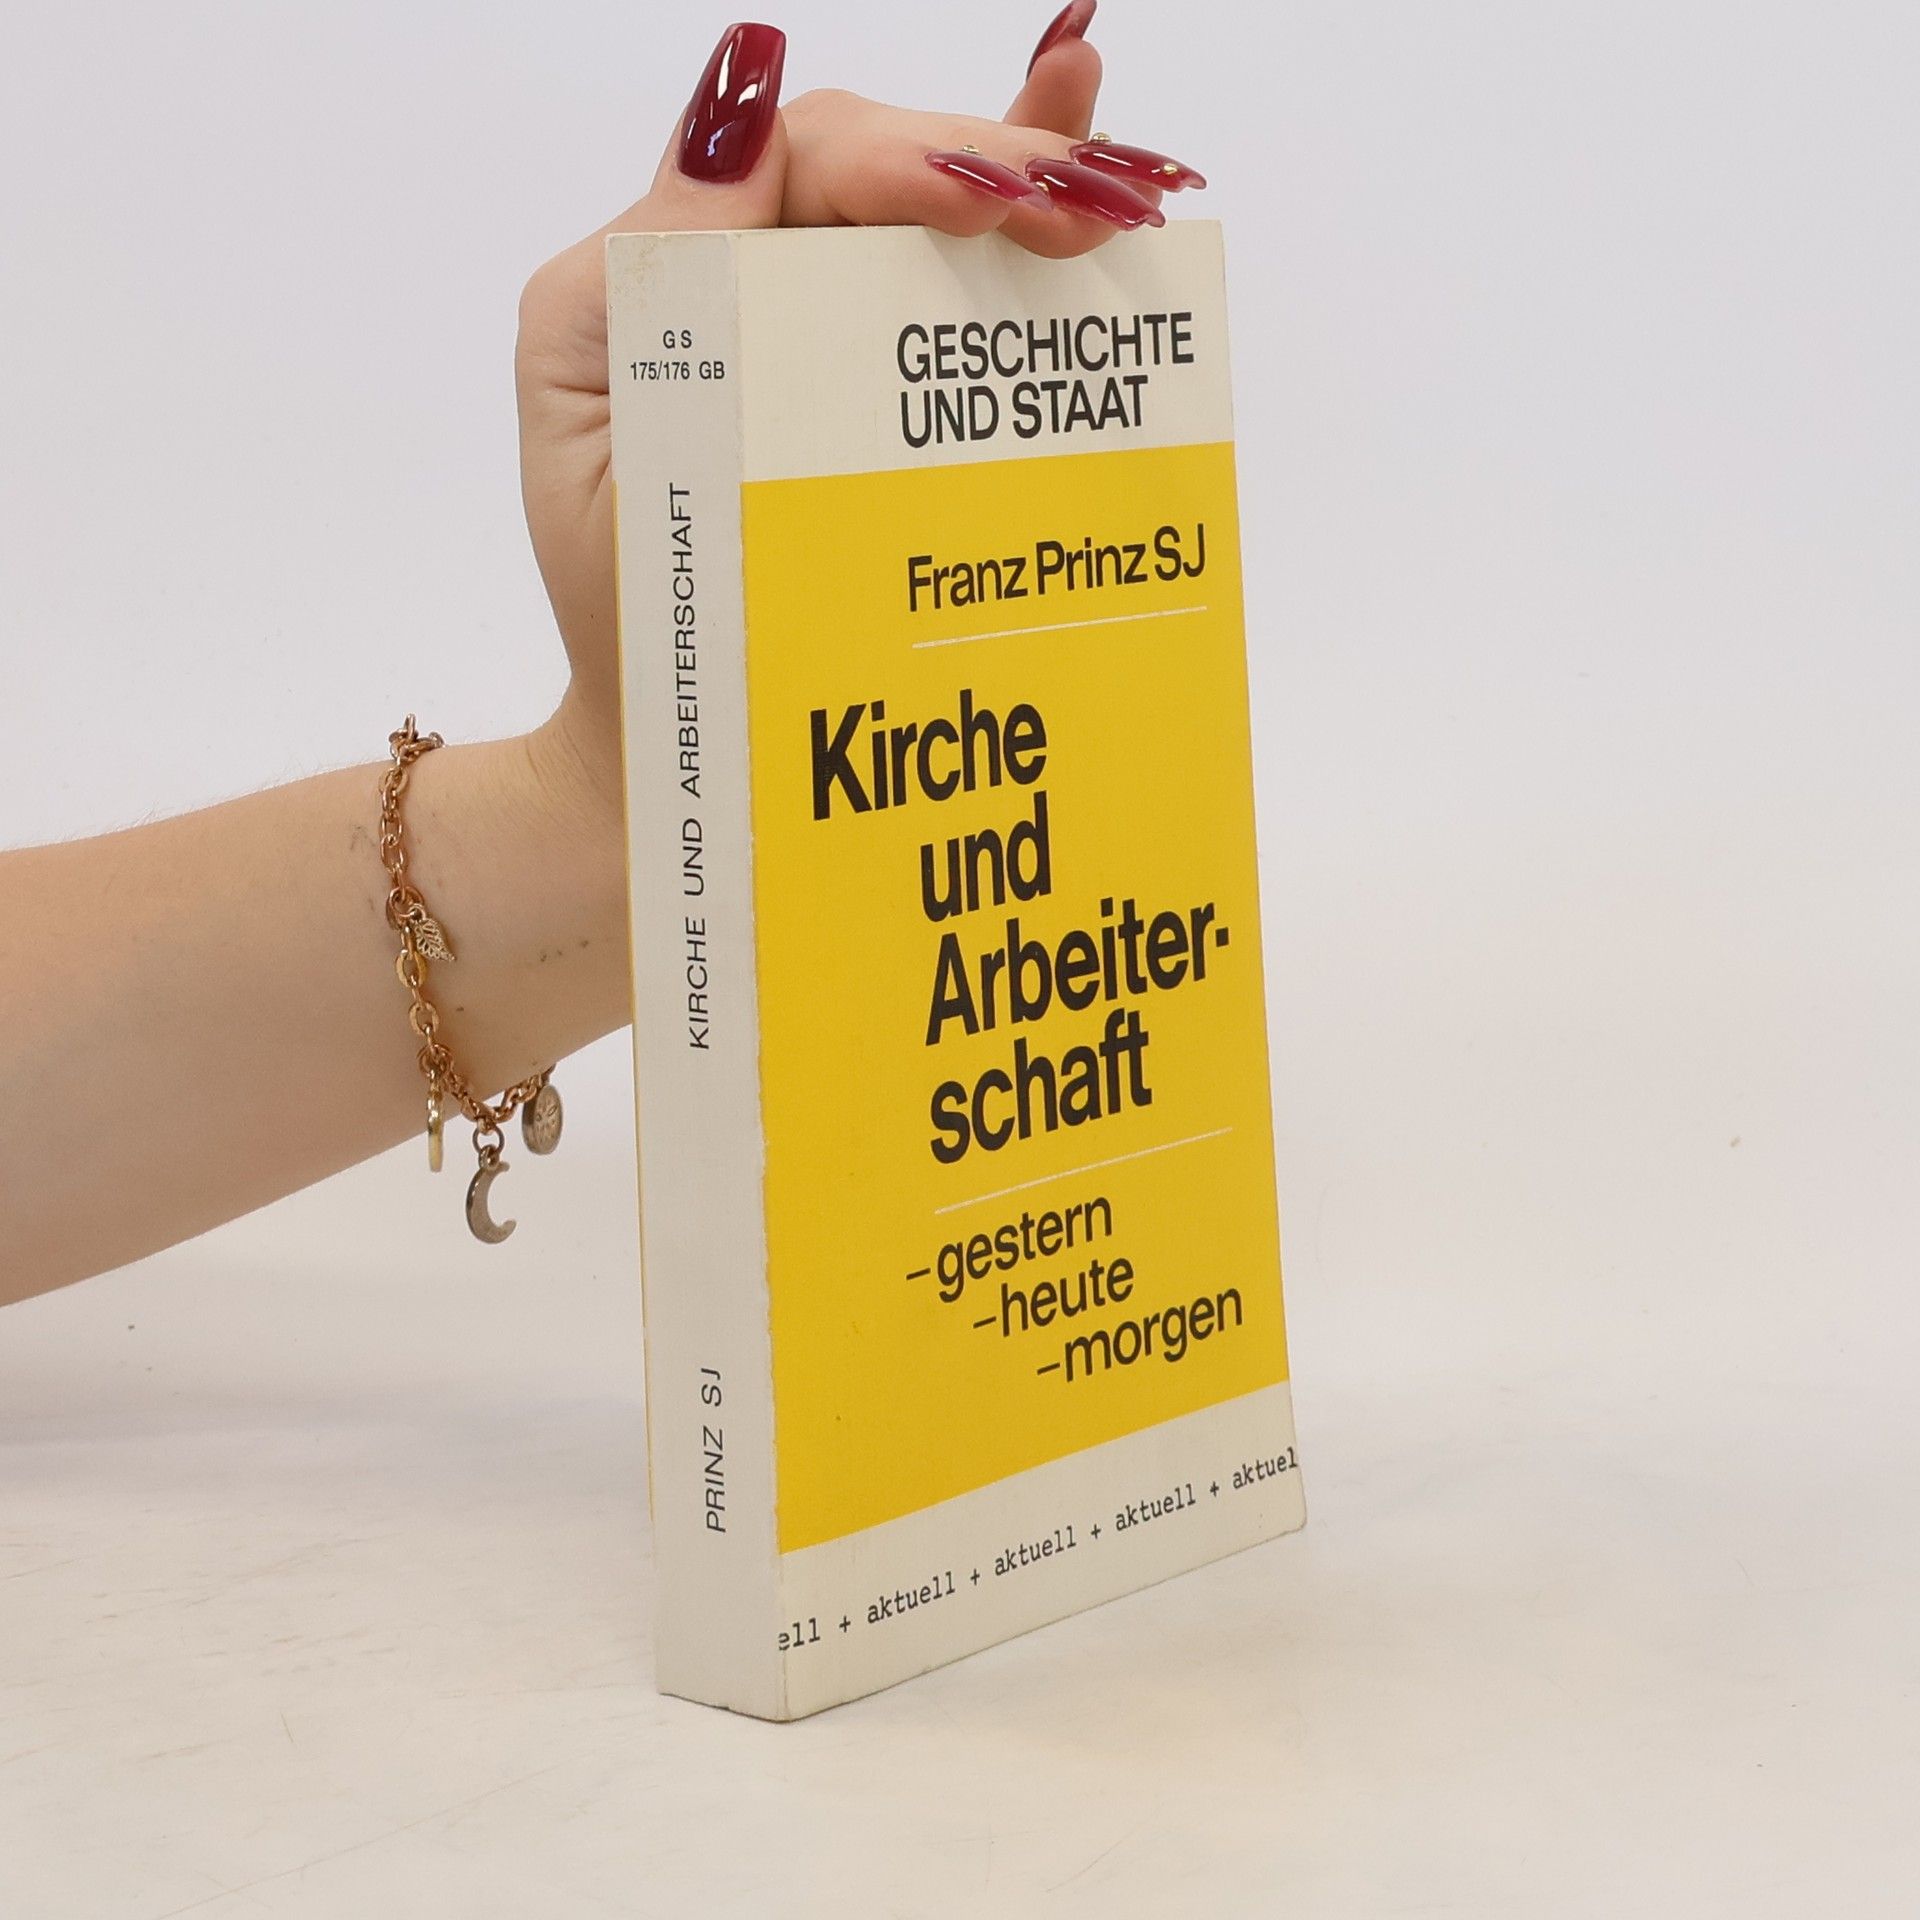 G S
175/176 GB
KIRCHE UND ARBEITERSCHAFT
PRINZ SJ
GESCHICHTE
UND STAAT
Franz Prinz SJ
Kirche
und
Arbeiter-
schaft
–gestern
–heute
–morgen
ell + aktuell + aktuell + aktuell + aktuel